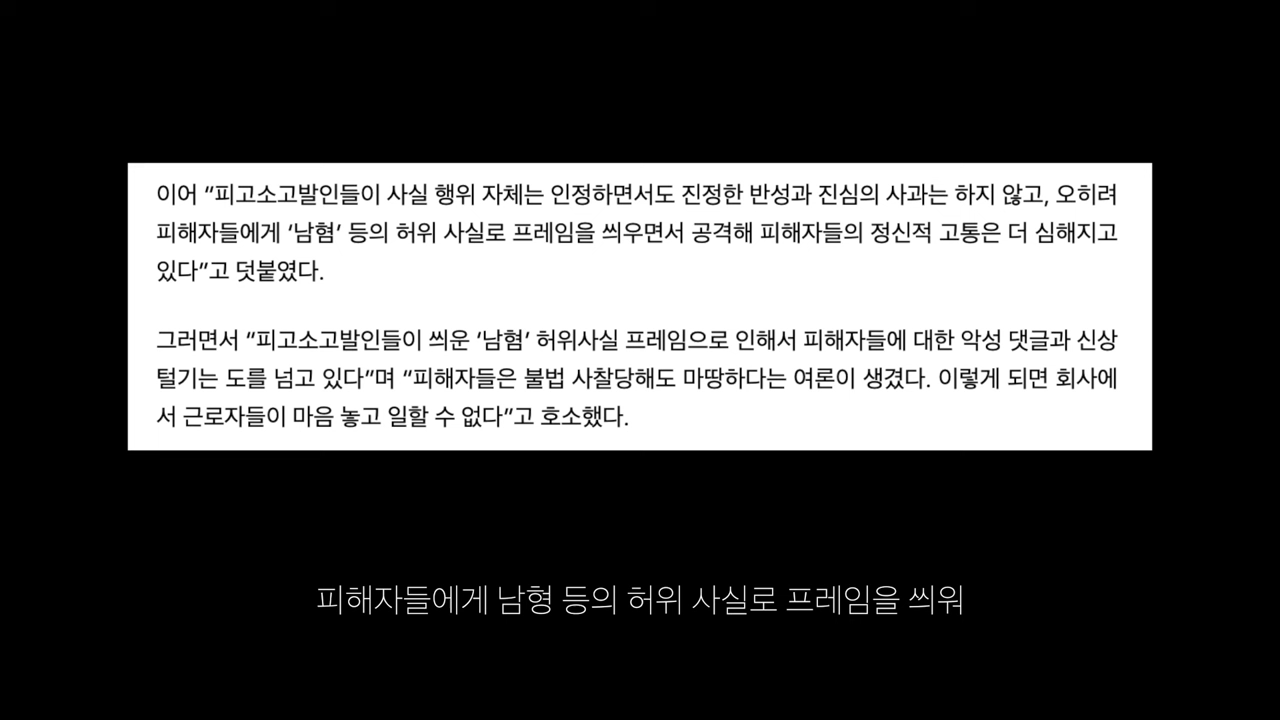 이어 “피고소고발인들이 사실 행위 자체는 인정하면서도 진정한 반성과 진심의 사과는 하지 않고, 오히려
피해자들에게 ‘남혐’ 등의 허위 사실로 프레임을 씌우면서 공격해 피해자들의 정신적 고통은 더 심해지고
있다”고 덧붙였다.
그러면서 “피고소고발인들이 씌운 ‘남혐’ 허위사실 프레임으로 인해서 피해자들에 대한 악성 댓글과 신상
털기는 도를 넘고 있다”며 “피해자들은 불법 사찰당해도 마땅하다는 여론이 생겼다. 이렇게 되면 회사에
서 근로자들이 마음 놓고 일할 수 없다”고 호소했다.
피해자들에게 남형 등의 허위 사실로 프레임을 씌워